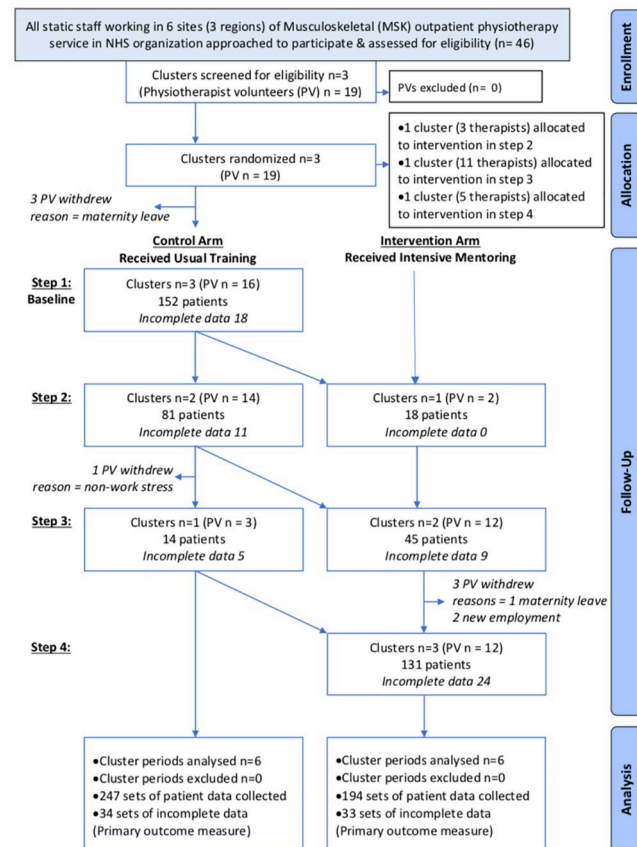 All static staff working in 6 sites (3 regions) of Musculoskeletal (MSK) outpatient physiotherapy
service in NHS organization approached to participate & assessed for eligibility (n= 46)
Enrollment
Clusters screened for eligibility n=3
(Physiotherapist volunteers (PV) n = 19)
PVs excluded (n= 0)
Clusters randomized n=3
(PV n = 19)
•1 cluster (3 therapists) allocated
to intervention in step 2
•1 cluster (11 therapists) allocated
to intervention in step 3
•1 cluster (5 therapists) allocated
to intervention in step 4
Allocation
3 PV withdrew
reason = maternity leave
Control Arm
Received Usual Training
Intervention Arm
Received Intensive Mentoring
Step 1:
Baseline
Clusters n=3 (PV n = 16)
152 patients
Incomplete data 18
Step 2:
Clusters n=2 (PV n = 14)
81 patients
Incomplete data 11
Clusters n=1 (PV n = 2)
18 patients
Incomplete data 0
Follow-Up
1 PV withdrew
reason = non-work stress
Step 3:
Clusters n=1 (PV n = 3)
14 patients
Incomplete data 5
Clusters n=2 (PV n = 12)
45 patients
Incomplete data 9
3 PV withdrew
reasons = 1 maternity leave
2 new employment
Step 4:
Clusters n=3 (PV n = 12)
131 patients
Incomplete data 24
•Cluster periods analysed n=6
•Cluster periods excluded n=0
•247 sets of patient data collected
•34 sets of incomplete data
(Primary outcome measure)
•Cluster periods analysed n=6
•Cluster periods excluded n=0
•194 sets of patient data collected
•33 sets of incomplete data
(Primary outcome measure)
Analysis